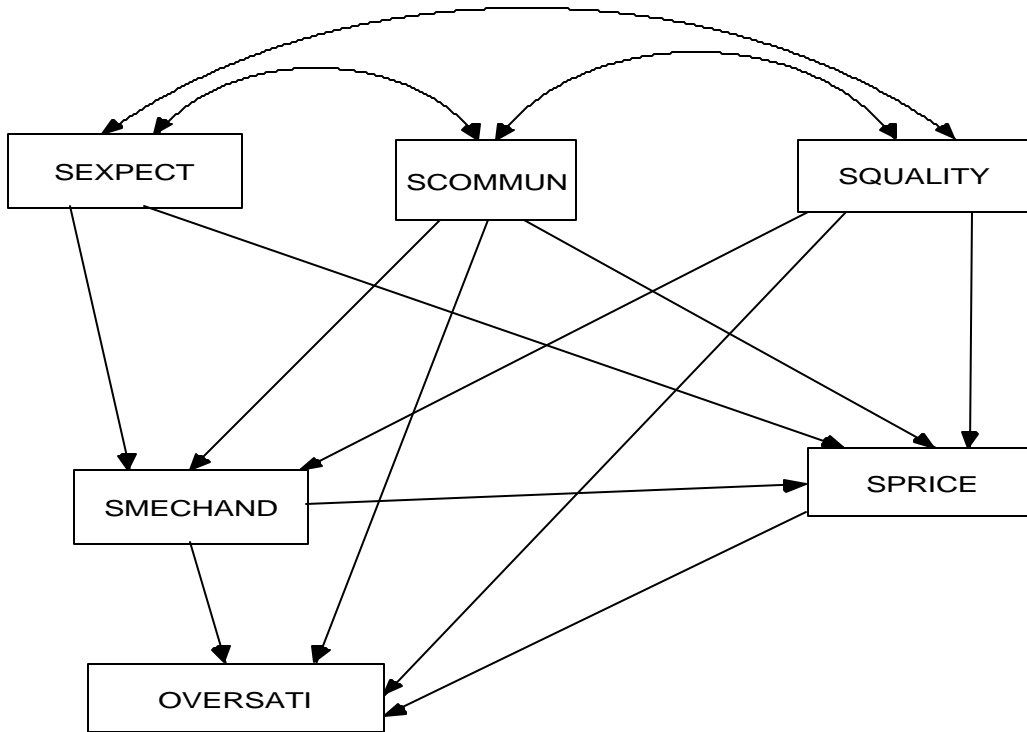 SEXPECT
SCOMMUN
SQUALITY
SMECHAND
SPRICE
OVERSATI